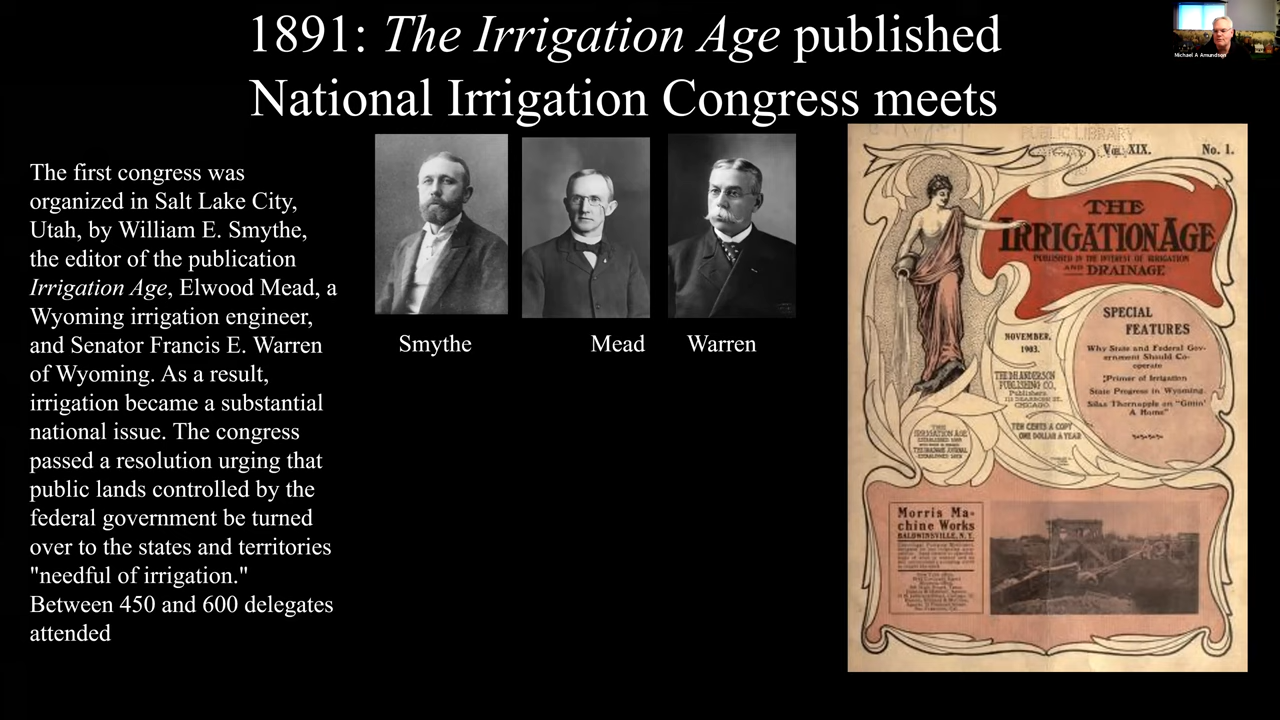 1891: The Irrigation Age published
National Irrigation Congress meets
Michael A Amundson
The first congress was
organized in Salt Lake City,
Utah, by William E. Smythe,
the editor of the publication
Irrigation Age, Elwood Mead, a
Wyoming irrigation engineer,
and Senator Francis E. Warren
of Wyoming. As a result,
irrigation became a substantial
national issue. The congress
passed a resolution urging that
public lands controlled by the
federal government be turned
over to the states and territories
"needful of irrigation."
Between 450 and 600 delegates
attended
Smythe
Mead
Warren
PUBLIC LIBRARY
Vol. XIX.
No. 1.
THE
IRRIGATION AGE
PUBLISHED IN THE INTEREST OF IRRIGATION
AND DRAINAGE
SPECIAL
FEATURES
Why State and Federal Gov-
ernment Should Co-
operate
Primer of Irrigation
State Progress in Wyoming.
Silas Thornapple on "Gittin'
A Home"
NOVEMBER,
1903.
THE D.H. ANDERSON
PUBLISHING CO.,
Publishers
CHICAGO.
TEN CENTS A COPY
ONE DOLLAR A YEAR
THE
IRRIGATION AGE
THE DRAINAGE JOURNAL
Morris Ma-
chine Works
BALDWINSVILLE, N.Y.